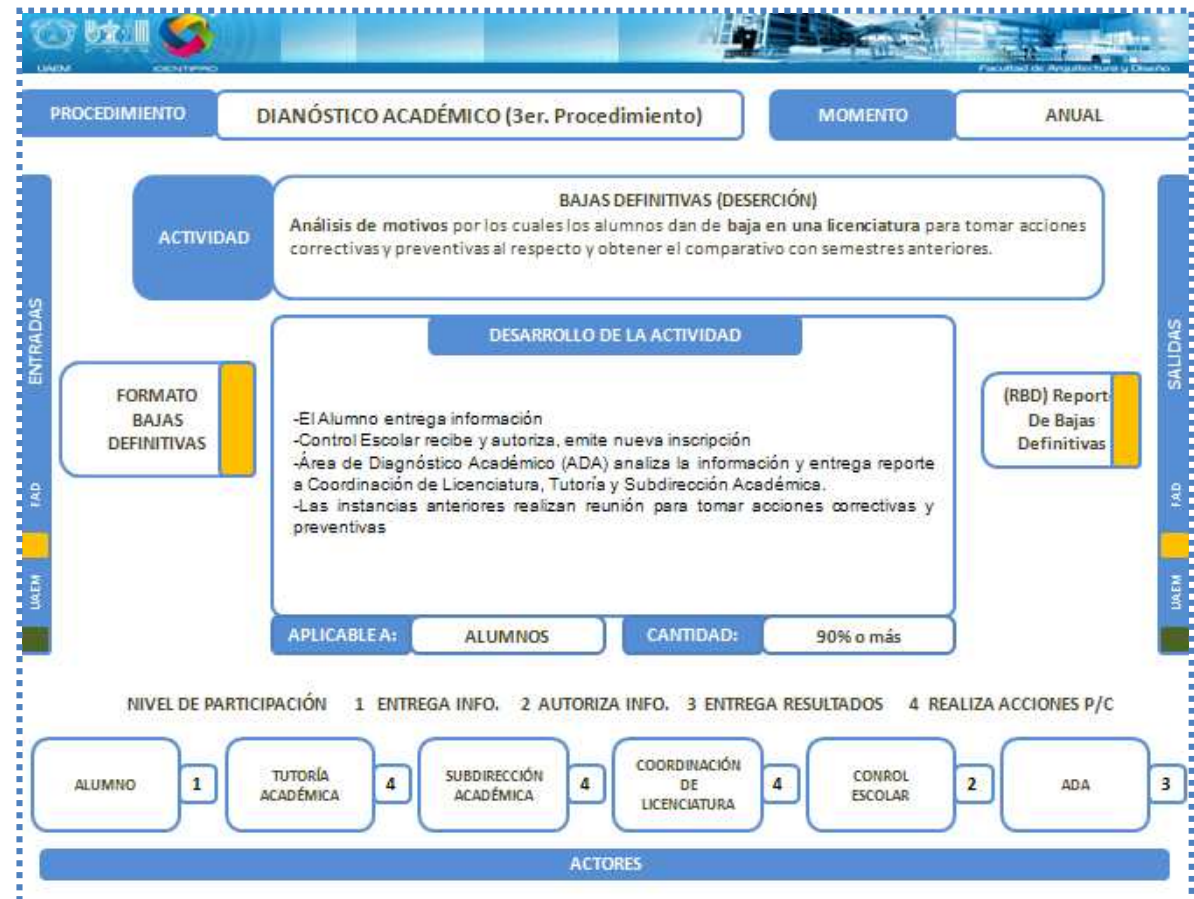 UAEM
IDENTIFAD
Facultad de Arquitectura y Diseño
PROCEDIMIENTO
DIANÓSTICO ACADÉMICO (3er. Procedimiento)
MOMENTO
ANUAL
ACTIVIDAD
BAJAS DEFINITIVAS (DESERCIÓN)
Análisis de motivos por los cuales los alumnos dan de baja en una licenciatura para tomar acciones
correctivas y preventivas al respecto y obtener el comparativo con semestres anteriores.
ENTRADAS
FAD
UAEM
FORMATO
BAJAS
DEFINITIVAS
DESARROLLO DE LA ACTIVIDAD
-El Alumno entrega información
-Control Escolar recibe y autoriza, emite nueva inscripción
-Área de Diagnóstico Académico (ADA) analiza la información y entrega reporte
a Coordinación de Licenciatura, Tutoría y Subdirección Académica.
-Las instancias anteriores realizan reunión para tomar acciones correctivas y
preventivas
(RBD) Report
De Bajas
Definitivas
SALIDAS
FAD
UAEM
APLICABLE A:
ALUMNOS
CANTIDAD:
90% o más
NIVEL DE PARTICIPACIÓN 1 ENTREGA INFO. 2 AUTORIZA INFO. 3 ENTREGA RESULTADOS 4 REALIZA ACCIONES P/C
ALUMNO
1
TUTORÍA
ACADÉMICA
4
SUBDIRECCIÓN
ACADÉMICA
4
COORDINACIÓN
DE
LICENCIATURA
4
CONROL
ESCOLAR
2
ADA
3
ACTORES